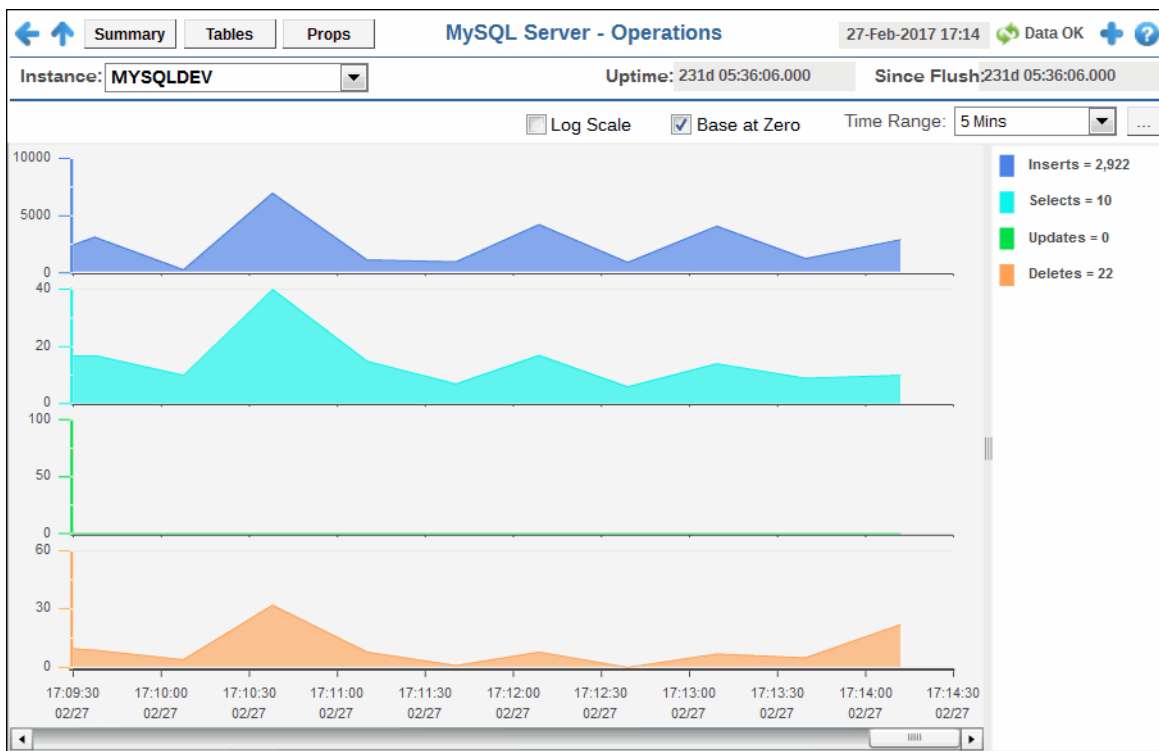 Summary Tables Props MySQL Server - Operations 27-Feb-2017 17:14 Data OK
Instance: MYSQLDEV Uptime: 231d 05:36:06.000 Since Flush: 231d 05:36:06.000
Log Scale Base at Zero Time Range: 5 Mins ...
10000
5000
0
40
20
0
100
50
0
60
30
0
17:09:30 17:10:00 17:10:30 17:11:00 17:11:30 17:12:00 17:12:30 17:13:00 17:13:30 17:14:00 17:14:30
02/27 02/27 02/27 02/27 02/27 02/27 02/27 02/27 02/27 02/27 02/27
Inserts = 2,922
Selects = 10
Updates = 0
Deletes = 22